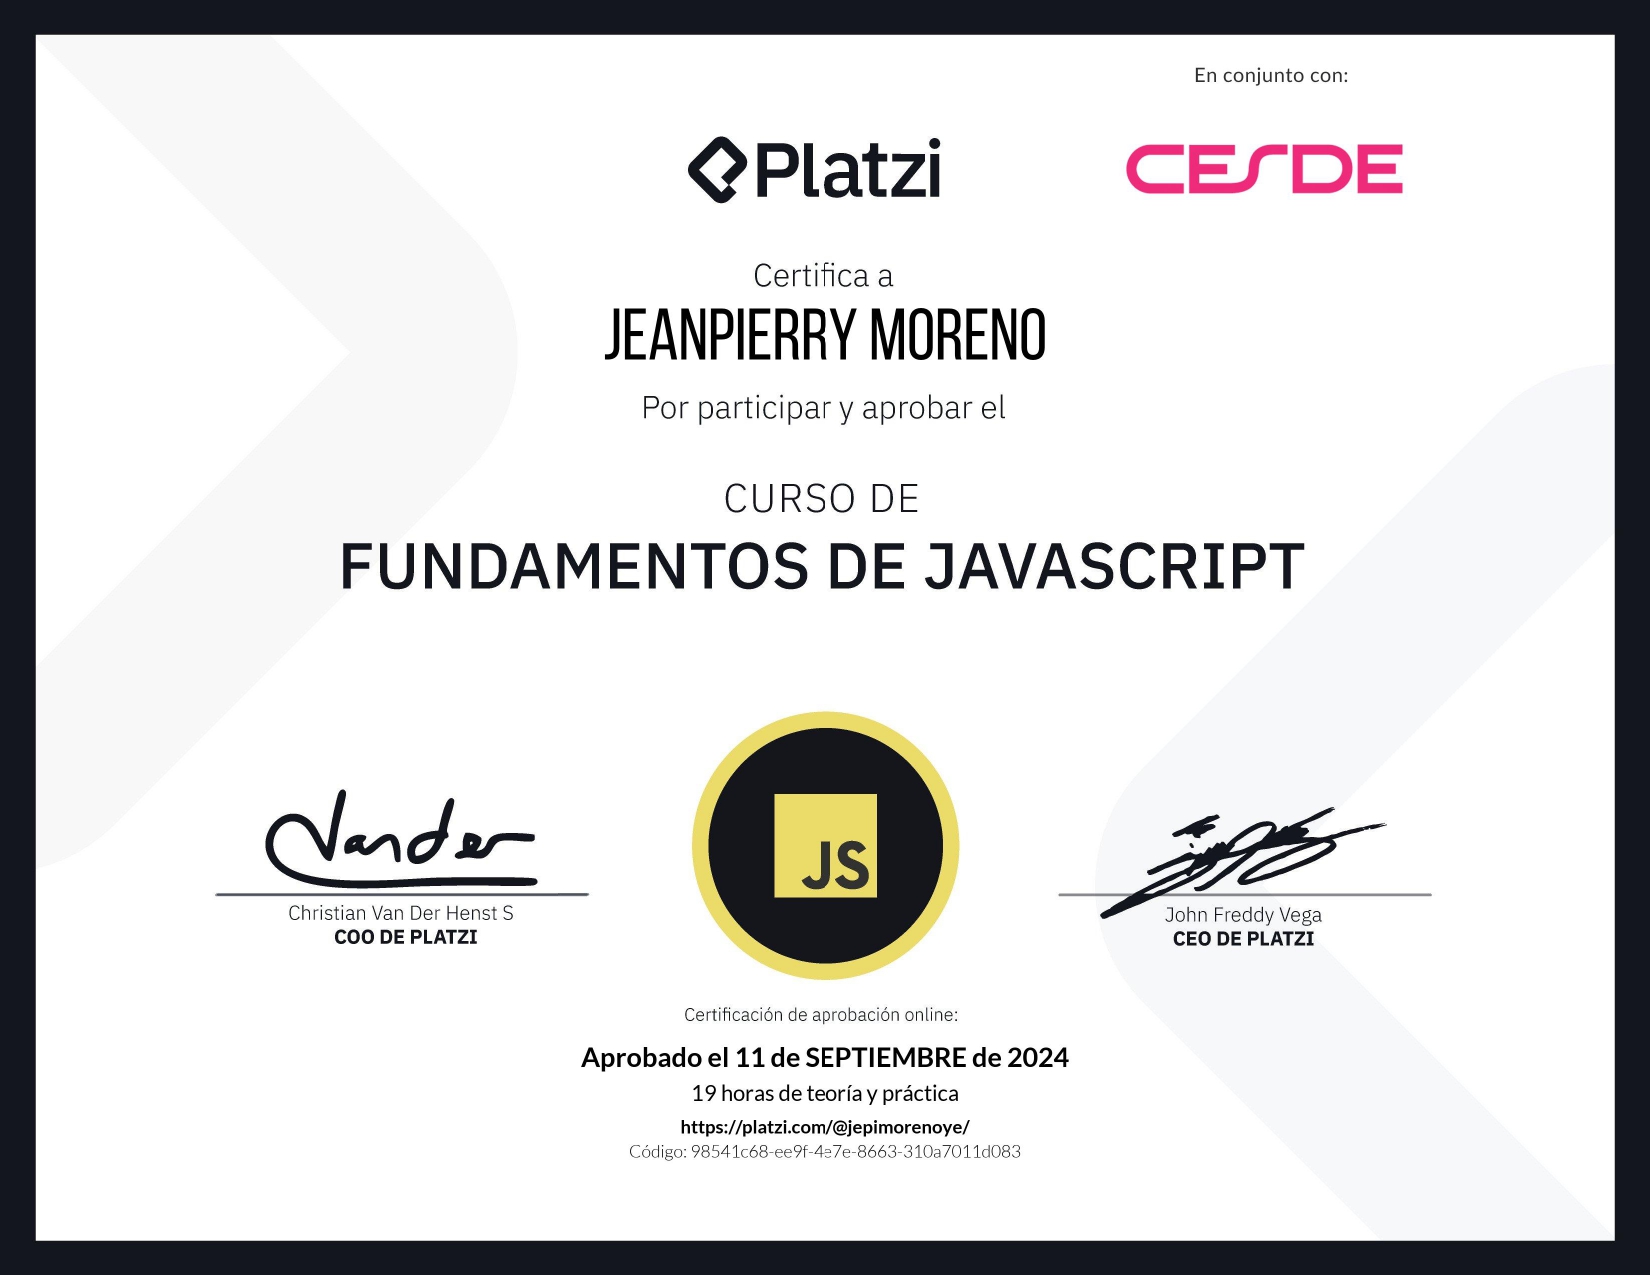 En conjunto con:
Platzi
CESDE
Certifica a
JEANPIERRY MORENO
Por participar y aprobar el
CURSO DE
FUNDAMENTOS DE JAVASCRIPT
Vander
JS
Christian Van Der Henst S
COO DE PLATZI
John Freddy Vega
CEO DE PLATZI
Certificación de aprobación online:
Aprobado el 11 de SEPTIEMBRE de 2024
19 horas de teoría y práctica
https://platzi.com/@jepimorenoye/
Código: 98541c68-ee9f-4e7e-8663-310a7011d083